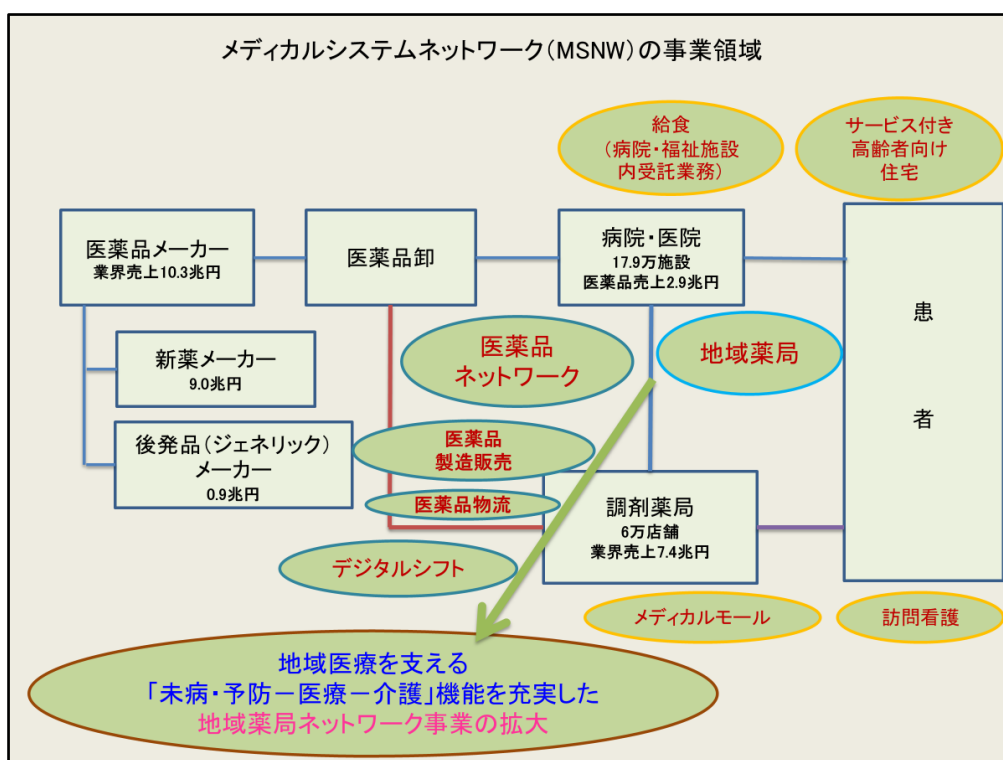 メディカルシステムネットワーク（MSNW）の事業領域
給食
（病院・福祉施設
内受託業務）
サービス付き
高齢者向け
住宅
医薬品メーカー
業界売上10.3兆円
医薬品卸
病院・医院
17.9万施設
医薬品売上2.9兆円
患
者
新薬メーカー
9.0兆円
医薬品
ネットワーク
地域薬局
後発品（ジェネリック）
メーカー
0.9兆円
医薬品
製造販売
医薬品物流
調剤薬局
6万店舗
業界売上7.4兆円
デジタルシフト
メディカルモール
訪問看護
地域医療を支える
「未病・予防－医療－介護」機能を充実した
地域薬局ネットワーク事業の拡大